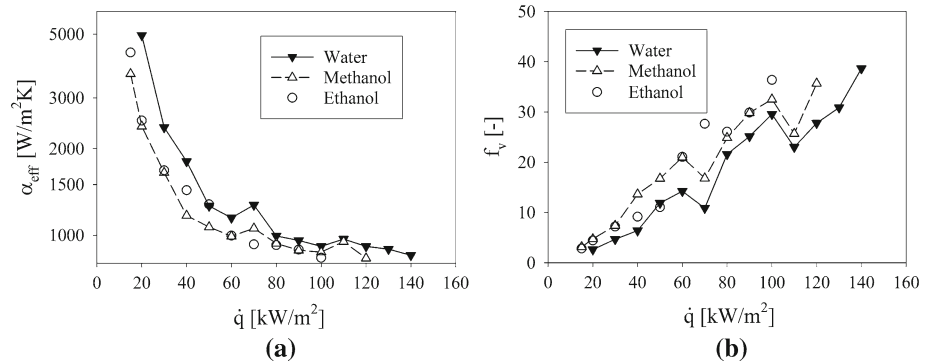 5000
3000
2000
1500
1000
α_eff [W/m²K]
Water
Methanol
Ethanol
0 20 40 60 80 100 120 140 160
q̇ [kW/m²]
(a)
50
40
30
20
10
0
f_v [-]
Water
Methanol
Ethanol
0 20 40 60 80 100 120 140 160
q̇ [kW/m²]
(b)